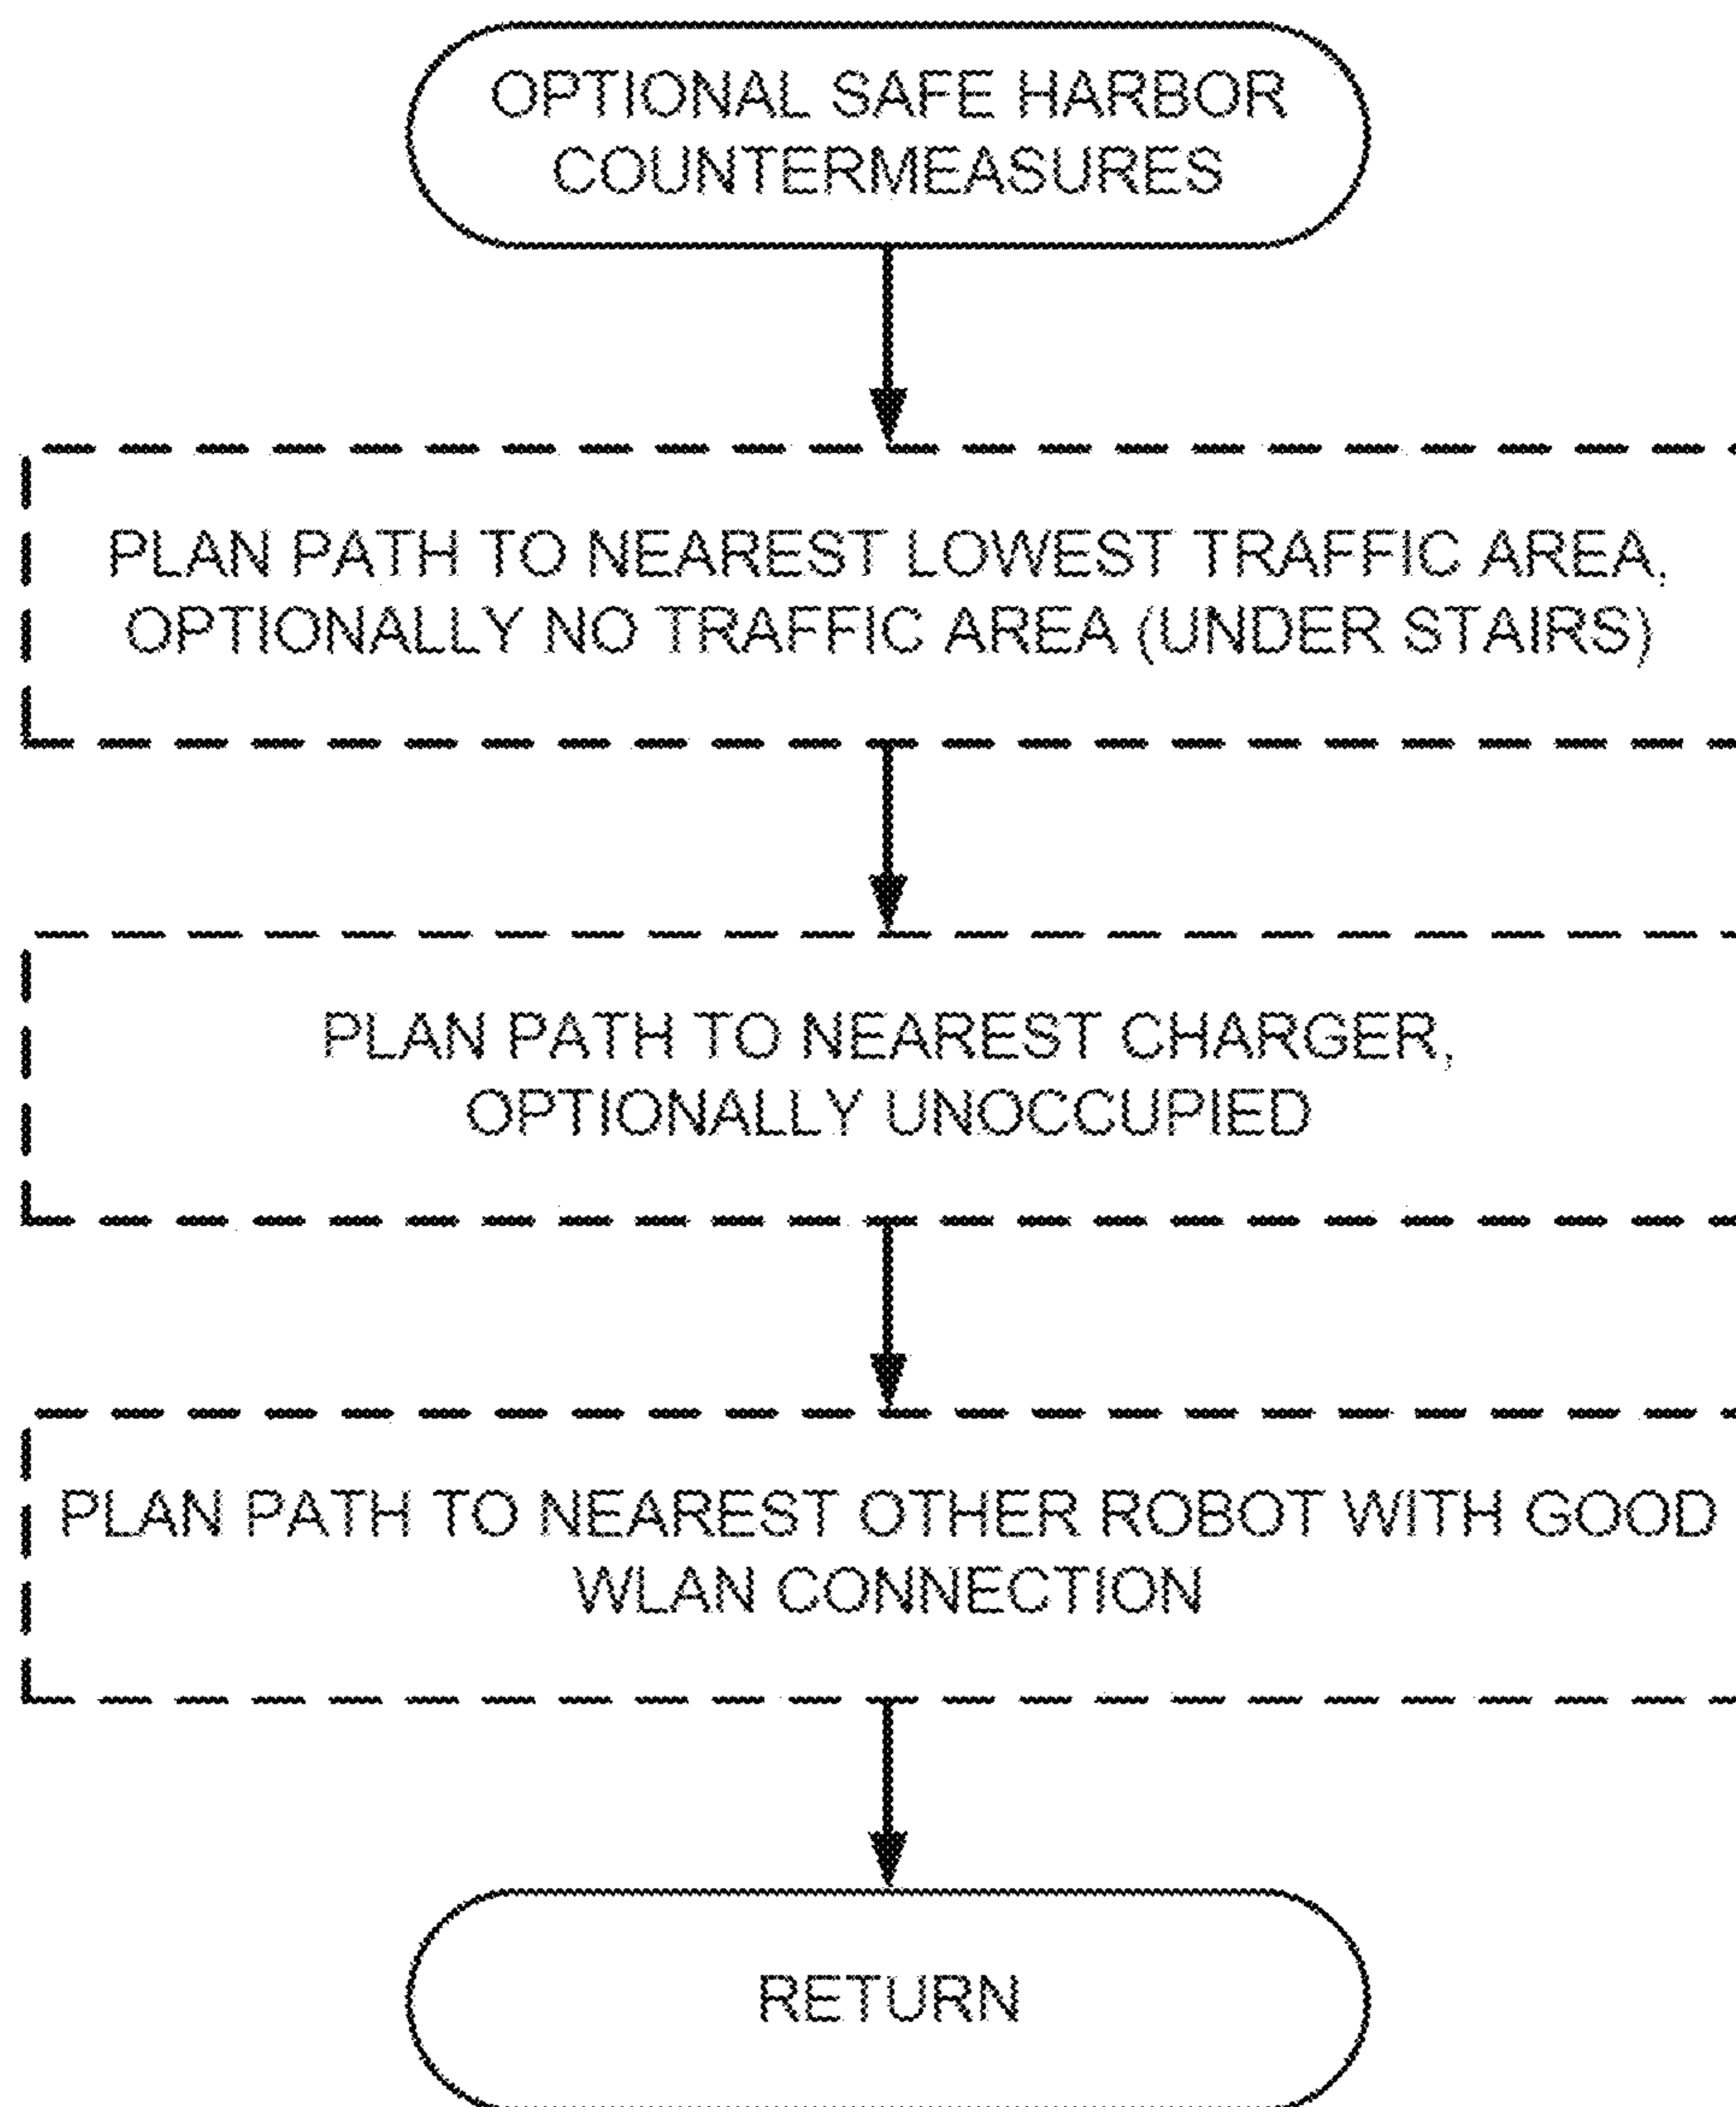 OPTIONAL SAFE HARBOR
COUNTERMEASURES
PLAN PATH TO NEAREST LOWEST TRAFFIC AREA,
OPTIONALLY NO TRAFFIC AREA (UNDER STAIRS)
PLAN PATH TO NEAREST CHARGER,
OPTIONALLY UNOCCUPIED
PLAN PATH TO NEAREST OTHER ROBOT WITH GOOD
WLAN CONNECTION
RETURN